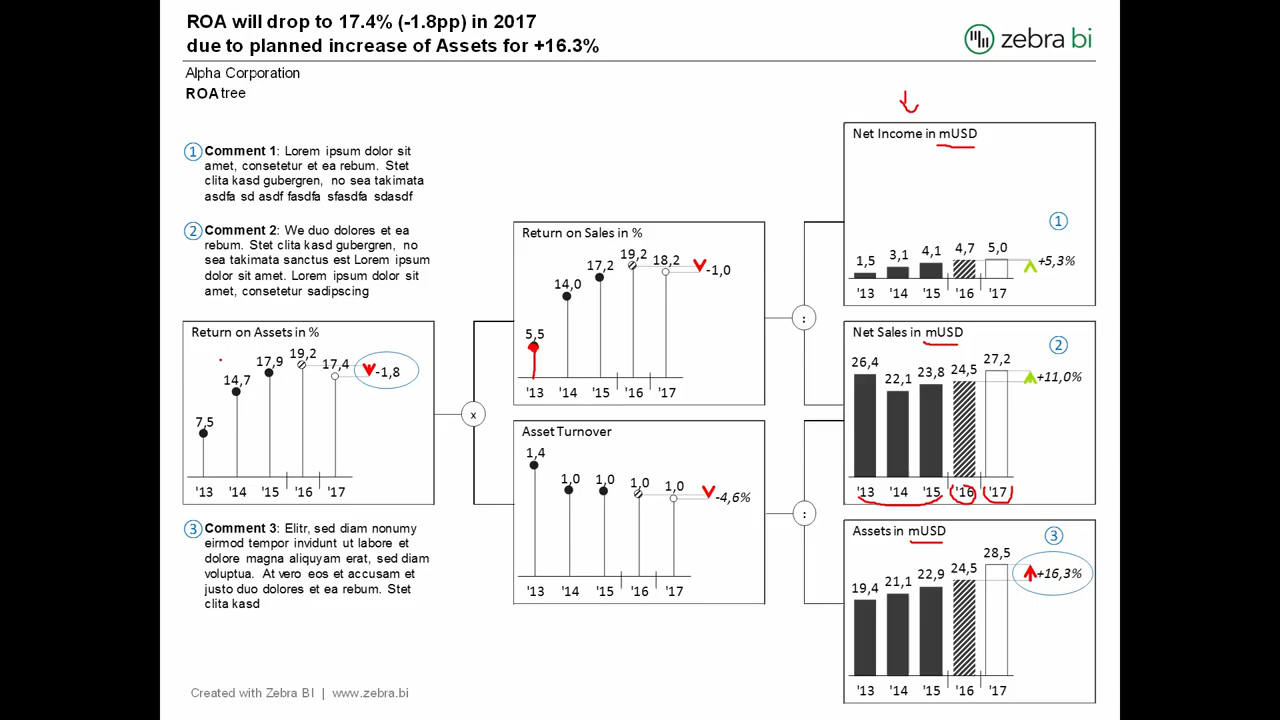 ROA will drop to 17.4% (-1.8pp) in 2017
due to planned increase of Assets for +16.3%
zebra bi
Alpha Corporation
ROA tree
1 Comment 1: Lorem ipsum dolor sit
amet, consetetur et ea rebum. Stet
clita kasd gubergren, no sea takimata
asdfa sd asdf fasdfa sfasdfa sdasdf
2 Comment 2: We duo dolores et ea
rebum. Stet clita kasd gubergren, no
sea takimata sanctus est Lorem ipsum
dolor sit amet. Lorem ipsum dolor sit
amet, consetetur sadipscing
Return on Assets in %
7,5 14,7 17,9 19,2 17,4 -1,8
'13 '14 '15 '16 '17
3 Comment 3: Elitr, sed diam nonumy
eirmod tempor invidunt ut labore et
dolore magna aliquyam erat, sed diam
voluptua. At vero eos et accusam et
justo duo dolores et ea rebum. Stet
clita kasd
x
Return on Sales in %
5,5 14,0 17,2 19,2 18,2 -1,0
'13 '14 '15 '16 '17
Asset Turnover
1,4 1,0 1,0 1,0 1,0 -4,6%
'13 '14 '15 '16 '17
:
:
Net Income in mUSD
1
1,5 3,1 4,1 4,7 5,0 +5,3%
'13 '14 '15 '16 '17
Net Sales in mUSD
2
26,4 22,1 23,8 24,5 27,2 +11,0%
'13 '14 '15 '16 '17
Assets in mUSD
3
19,4 21,1 22,9 24,5 28,5 +16,3%
'13 '14 '15 '16 '17
Created with Zebra BI | www.zebra.bi